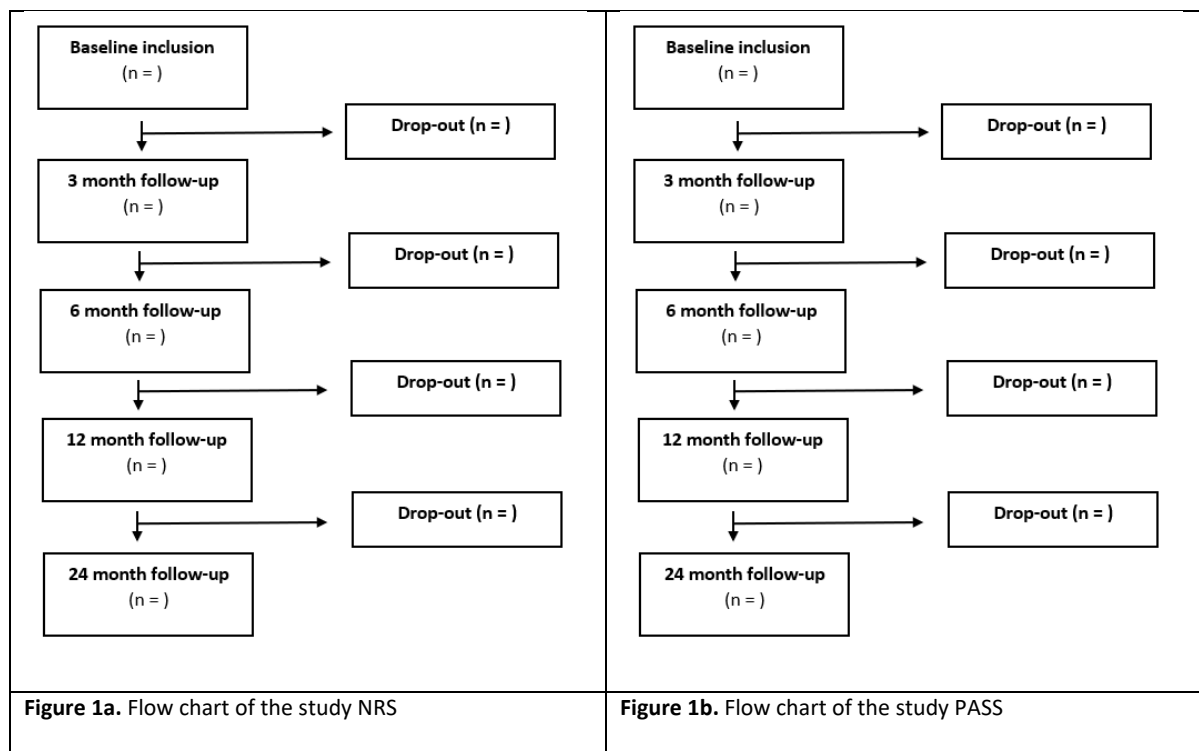 Baseline inclusion
(n = )
Drop-out (n = )
3 month follow-up
(n = )
Drop-out (n = )
6 month follow-up
(n = )
Drop-out (n = )
12 month follow-up
(n = )
Drop-out (n = )
24 month follow-up
(n = )
Figure 1a. Flow chart of the study NRS
Baseline inclusion
(n = )
Drop-out (n = )
3 month follow-up
(n = )
Drop-out (n = )
6 month follow-up
(n = )
Drop-out (n = )
12 month follow-up
(n = )
Drop-out (n = )
24 month follow-up
(n = )
Figure 1b. Flow chart of the study PASS